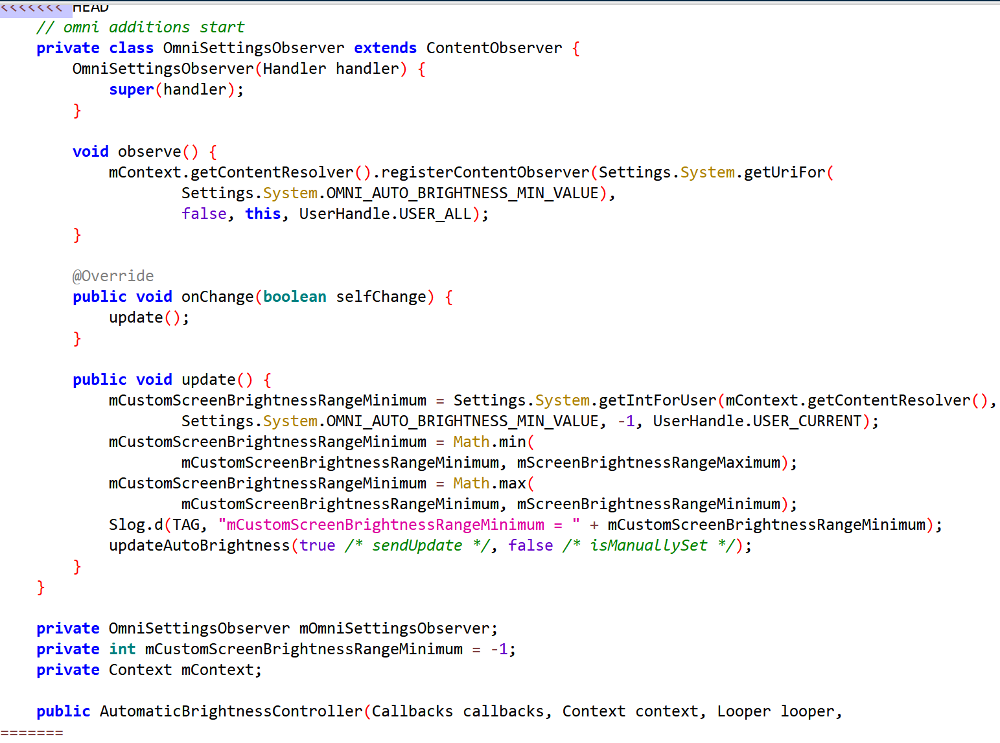 <<<<<<< HEAD
    // omni additions start
    private class OmniSettingsObserver extends ContentObserver {
        OmniSettingsObserver(Handler handler) {
            super(handler);
        }

        void observe() {
            mContext.getContentResolver().registerContentObserver(Settings.System.getUriFor(
                    Settings.System.OMNI_AUTO_BRIGHTNESS_MIN_VALUE),
                    false, this, UserHandle.USER_ALL);
        }

        @Override
        public void onChange(boolean selfChange) {
            update();
        }

        public void update() {
            mCustomScreenBrightnessRangeMinimum = Settings.System.getIntForUser(mContext.getContentResolver(),
                    Settings.System.OMNI_AUTO_BRIGHTNESS_MIN_VALUE, -1, UserHandle.USER_CURRENT);
            mCustomScreenBrightnessRangeMinimum = Math.min(
                    mCustomScreenBrightnessRangeMinimum, mScreenBrightnessRangeMaximum);
            mCustomScreenBrightnessRangeMinimum = Math.max(
                    mCustomScreenBrightnessRangeMinimum, mScreenBrightnessRangeMinimum);
            Slog.d(TAG, "mCustomScreenBrightnessRangeMinimum = " + mCustomScreenBrightnessRangeMinimum);
            updateAutoBrightness(true /* sendUpdate */, false /* isManuallySet */);
        }
    }

    private OmniSettingsObserver mOmniSettingsObserver;
    private int mCustomScreenBrightnessRangeMinimum = -1;
    private Context mContext;

    public AutomaticBrightnessController(Callbacks callbacks, Context context, Looper looper,
=======